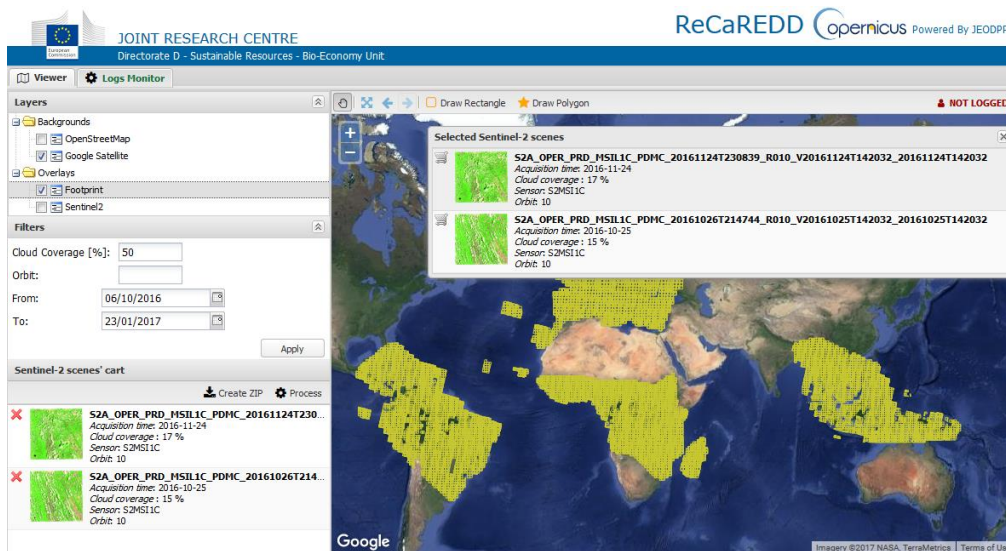 European
Commission
JOINT RESEARCH CENTRE
Directorate D - Sustainable Resources - Bio-Economy Unit
ReCaREDD Copernicus Powered By JEODPP
Viewer
Logs Monitor
Layers
Backgrounds
OpenStreetMap
Google Satellite
Overlays
Footprint
Sentinel2
Filters
Cloud Coverage [%]: 50
Orbit:
From: 06/10/2016
To: 23/01/2017
Apply
Sentinel-2 scenes' cart
Create ZIP Process
S2A_OPER_PRD_MSIL1C_PDMC_20161124T230...
Acquisition time: 2016-11-24
Cloud coverage : 17 %
Sensor: S2MSI1C
Orbit: 10
S2A_OPER_PRD_MSIL1C_PDMC_20161026T214...
Acquisition time: 2016-10-25
Cloud coverage : 15 %
Sensor: S2MSI1C
Orbit: 10
Draw Rectangle Draw Polygon
NOT LOGGED
+
−
Selected Sentinel-2 scenes
S2A_OPER_PRD_MSIL1C_PDMC_20161124T230839_R010_V20161124T142032_20161124T142032
Acquisition time: 2016-11-24
Cloud coverage : 17 %
Sensor: S2MSI1C
Orbit: 10
S2A_OPER_PRD_MSIL1C_PDMC_20161026T214744_R010_V20161025T142032_20161025T142032
Acquisition time: 2016-10-25
Cloud coverage : 15 %
Sensor: S2MSI1C
Orbit: 10
Google
Imagery ©2017 NASA, TerraMetrics Terms of Us